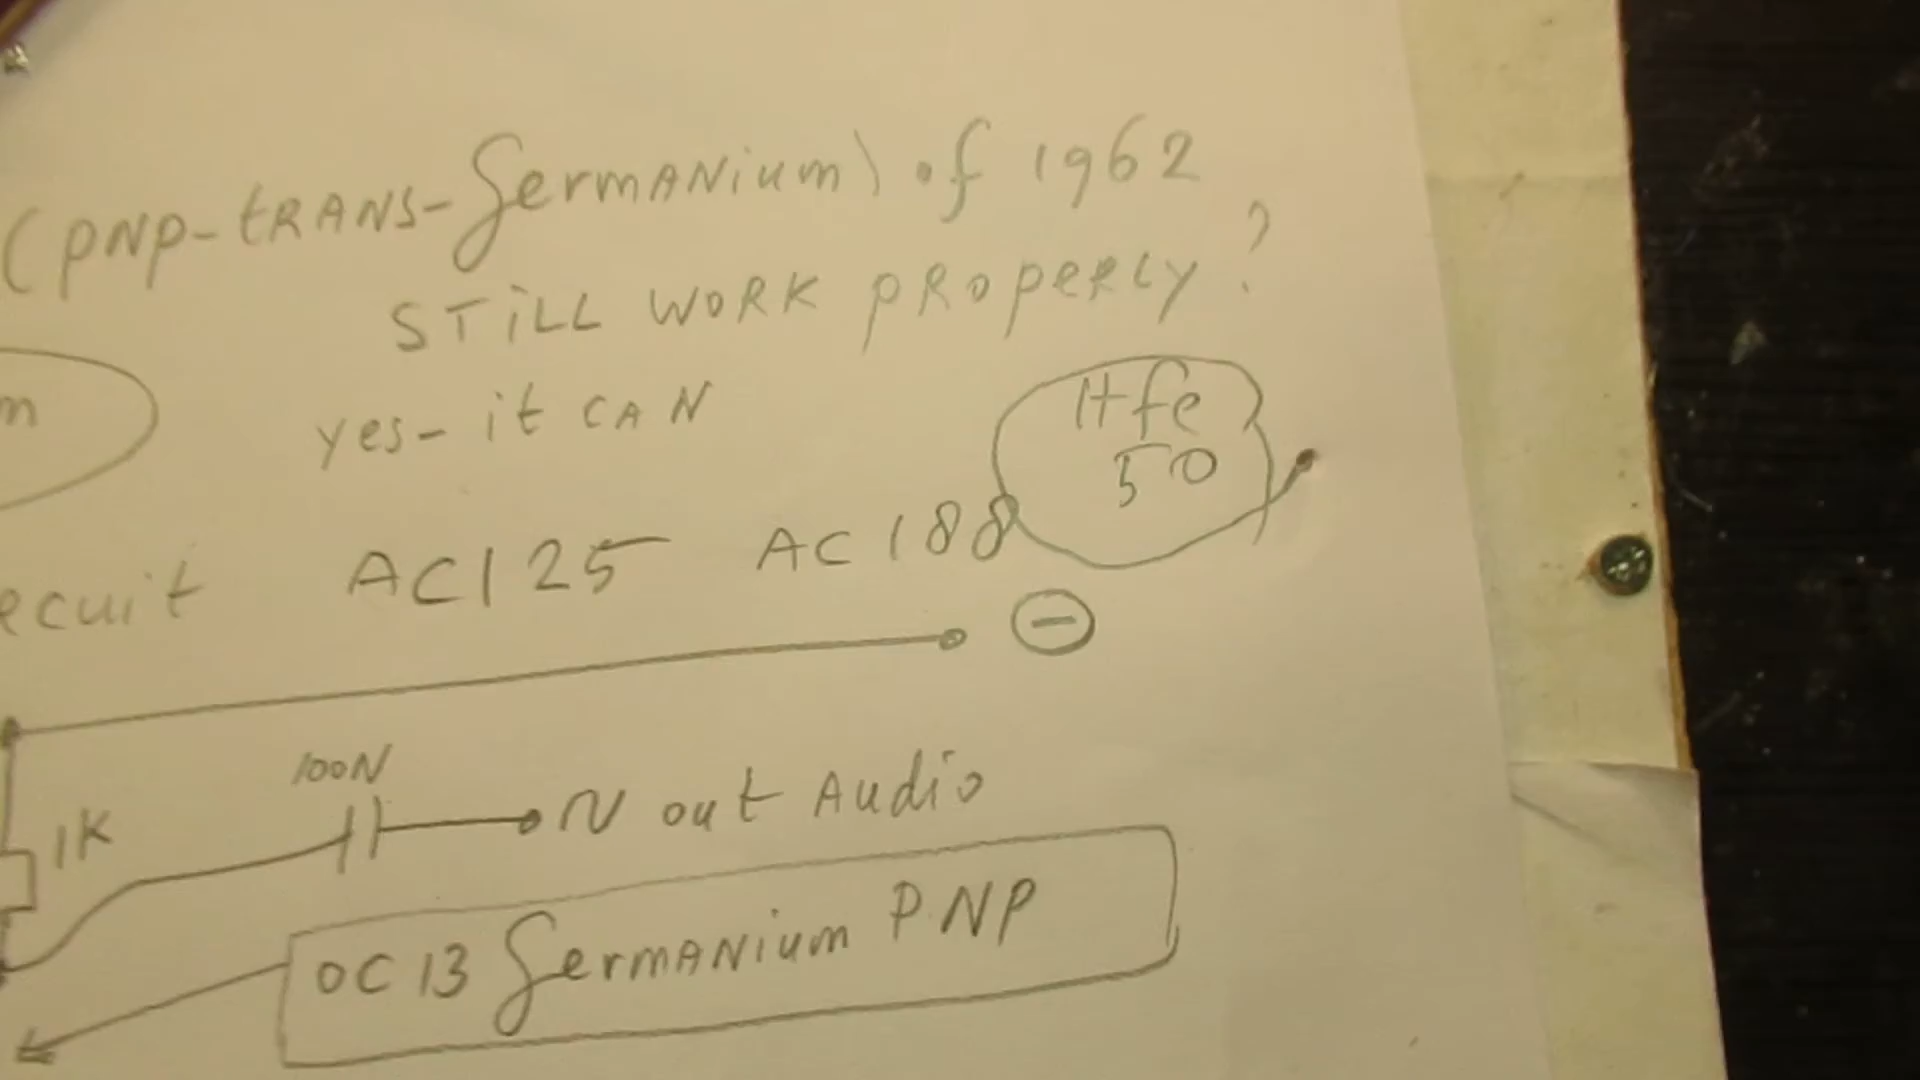 (PNP-TRANS-Germanium) of 1962
STILL WORK PROPERLY?
yes-it CAN
m
Hfe
50
ecuit AC125 AC188
−
100N
1K
N out Audio
OC13 Germanium PNP